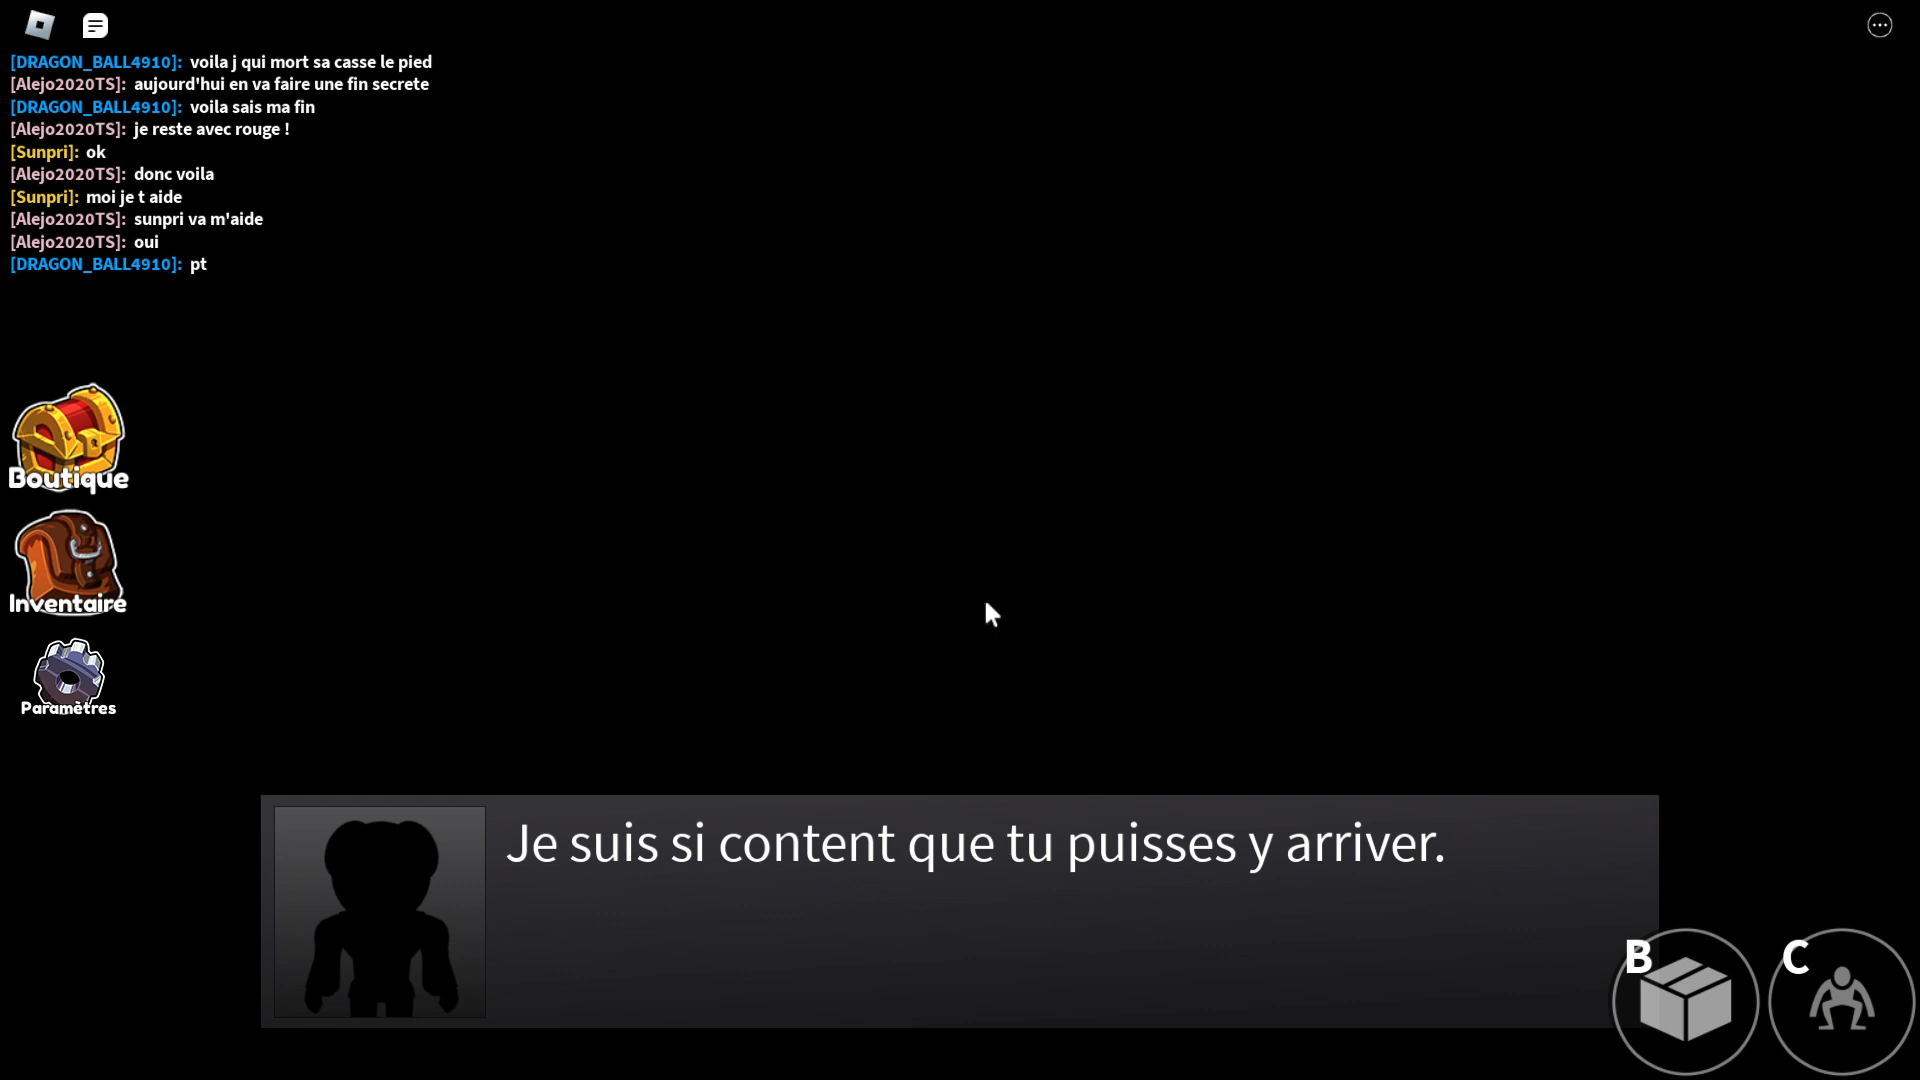 [DRAGON_BALL4910]: voila j qui mort sa casse le pied
[Alejo2020TS]: aujourd'hui en va faire une fin secrete
[DRAGON_BALL4910]: voila sais ma fin
[Alejo2020TS]: je reste avec rouge !
[Sunpri]: ok
[Alejo2020TS]: donc voila
[Sunpri]: moi je t aide
[Alejo2020TS]: sunpri va m'aide
[Alejo2020TS]: oui
[DRAGON_BALL4910]: pt
Boutique
Inventaire
Paramètres
Je suis si content que tu puisses y arriver.
B
C